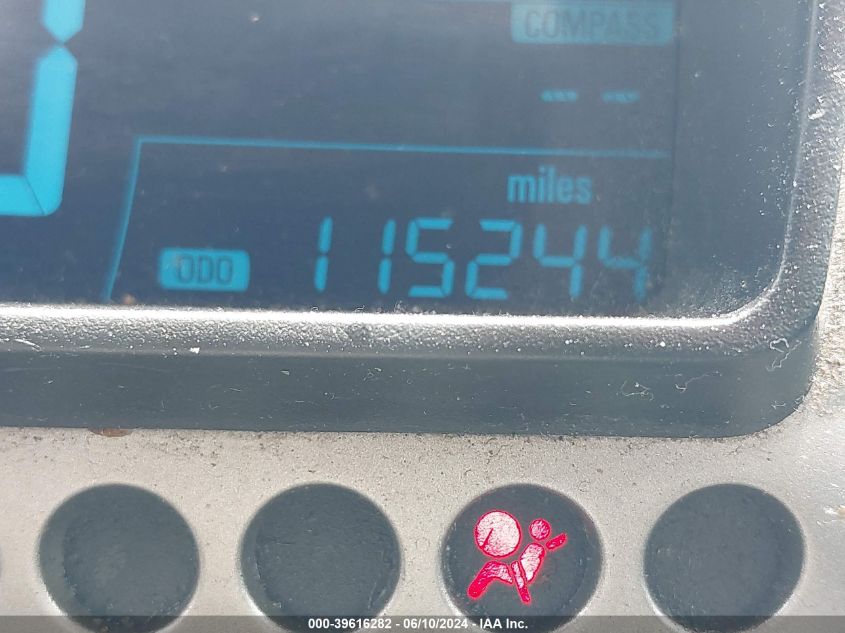 COMPASS
-- --
miles
ODO 115244
000-39616282 - 06/10/2024 - IAA Inc.